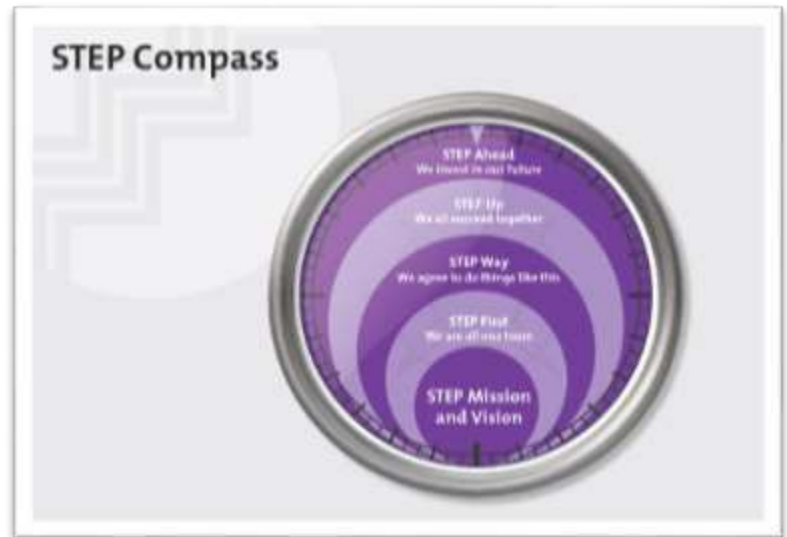 STEP Compass
STEP Ahead
We invest in our future
STEP Up
We all succeed together
STEP Way
We agree to do things like this
STEP First
We are all one team
STEP Mission
and Vision